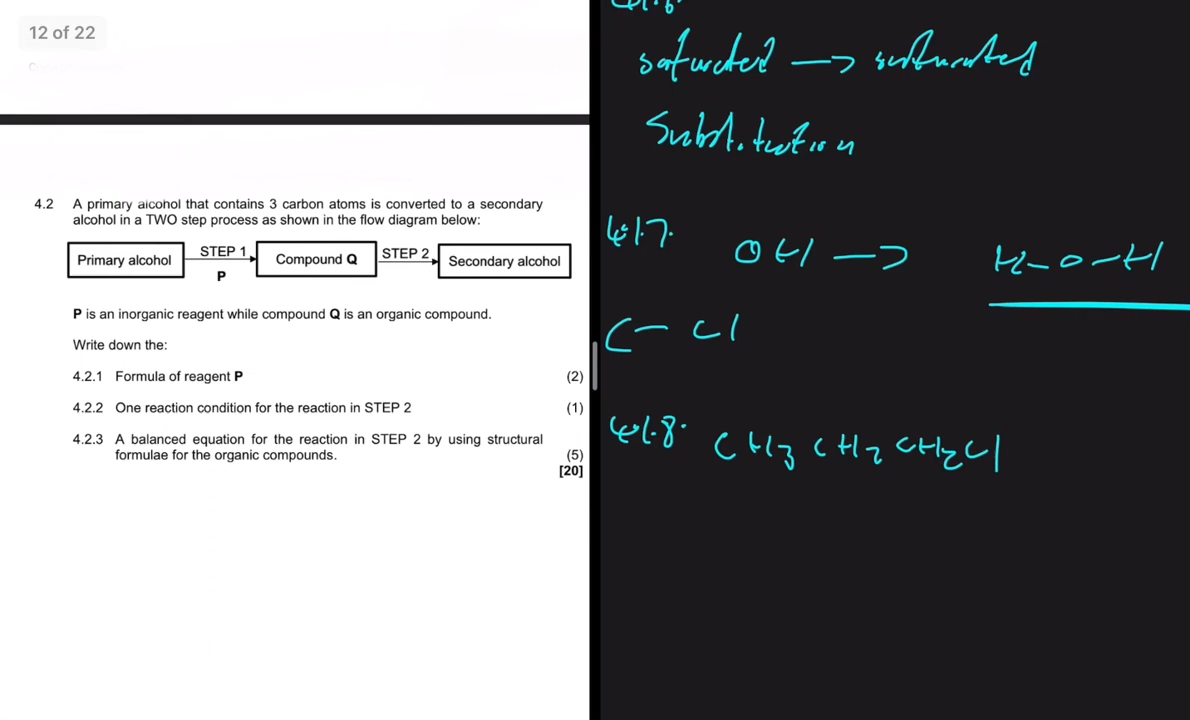 12 of 22
4.2 A primary alcohol that contains 3 carbon atoms is converted to a secondary
alcohol in a TWO step process as shown in the flow diagram below:
Primary alcohol
STEP 1
P
Compound Q
STEP 2
Secondary alcohol
P is an inorganic reagent while compound Q is an organic compound.
Write down the:
4.2.1 Formula of reagent P (2)
4.2.2 One reaction condition for the reaction in STEP 2 (1)
4.2.3 A balanced equation for the reaction in STEP 2 by using structural
formulae for the organic compounds. (5)
[20]
saturated → saturated
Substitution
4.1.7. OH → H-O-H
C- Cl
4.1.8. CH3 CH2 CH2Cl